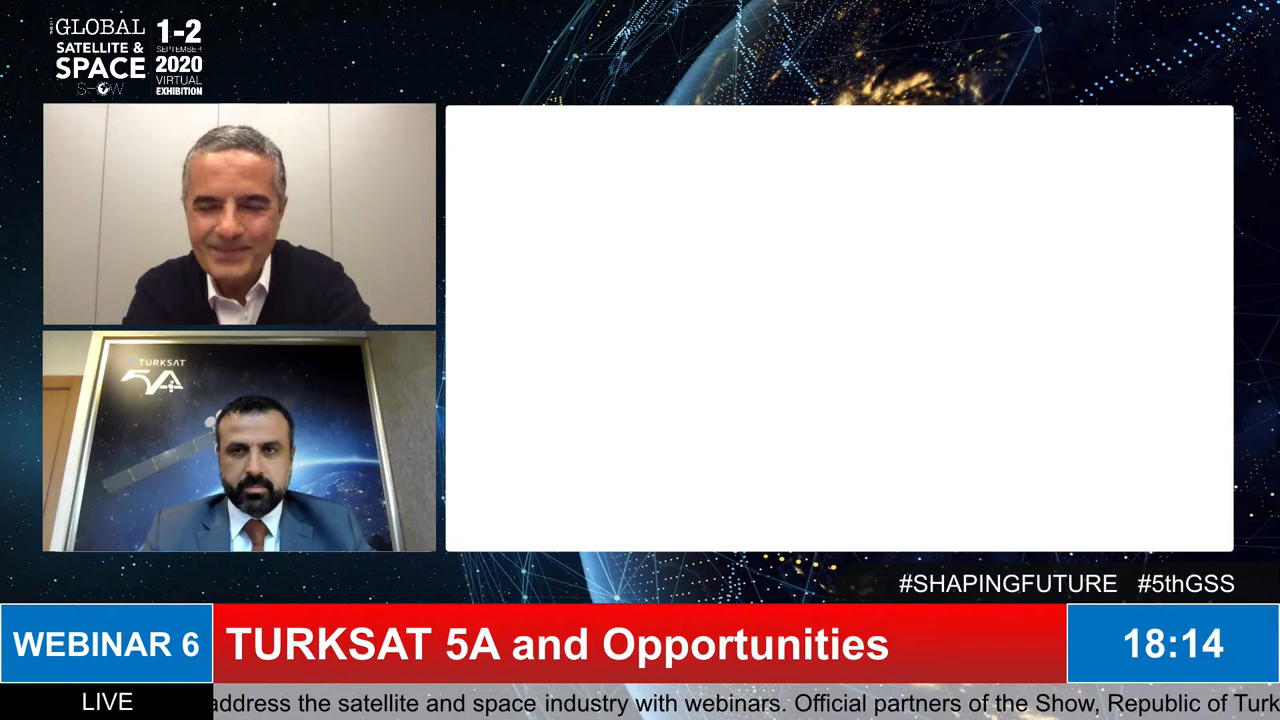 GLOBAL
SATELLITE &
SPACE
SHOW
1-2
SEPTEMBER
2020
VIRTUAL
EXHIBITION
TURKSAT
5A
#SHAPINGFUTURE #5thGSS
WEBINAR 6
TURKSAT 5A and Opportunities
18:14
LIVE
address the satellite and space industry with webinars. Official partners of the Show, Republic of Turk